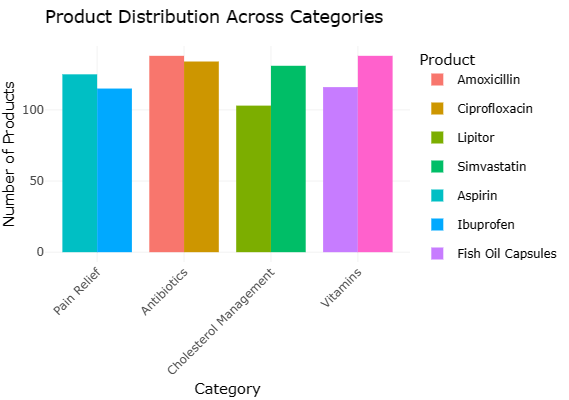 Product Distribution Across Categories
Number of Products
100
50
0
Pain Relief
Antibiotics
Cholesterol Management
Vitamins
Category
Product
Amoxicillin
Ciprofloxacin
Lipitor
Simvastatin
Aspirin
Ibuprofen
Fish Oil Capsules